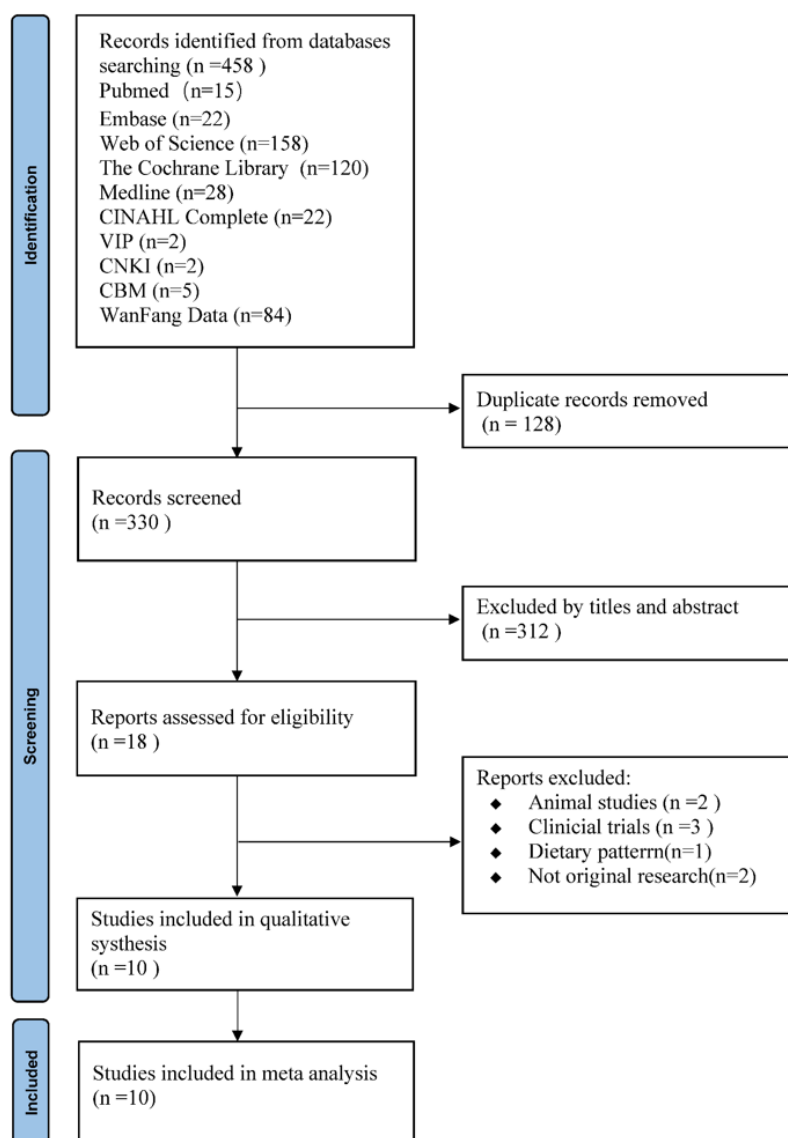 Identification
Records identified from databases
searching (n =458 )
Pubmed（n=15）
Embase (n=22)
Web of Science (n=158)
The Cochrane Library (n=120)
Medline (n=28)
CINAHL Complete (n=22)
VIP (n=2)
CNKI (n=2)
CBM (n=5)
WanFang Data (n=84)
Duplicate records removed
(n = 128)
Screening
Records screened
(n =330 )
Excluded by titles and abstract
(n =312 )
Reports assessed for eligibility
(n =18 )
Reports excluded:
◆ Animal studies (n =2 )
◆ Clinicial trials (n =3 )
◆ Dietary patterrn(n=1)
◆ Not original research(n=2)
Studies included in qualitative
systhesis
(n =10 )
Included
Studies included in meta analysis
(n =10)